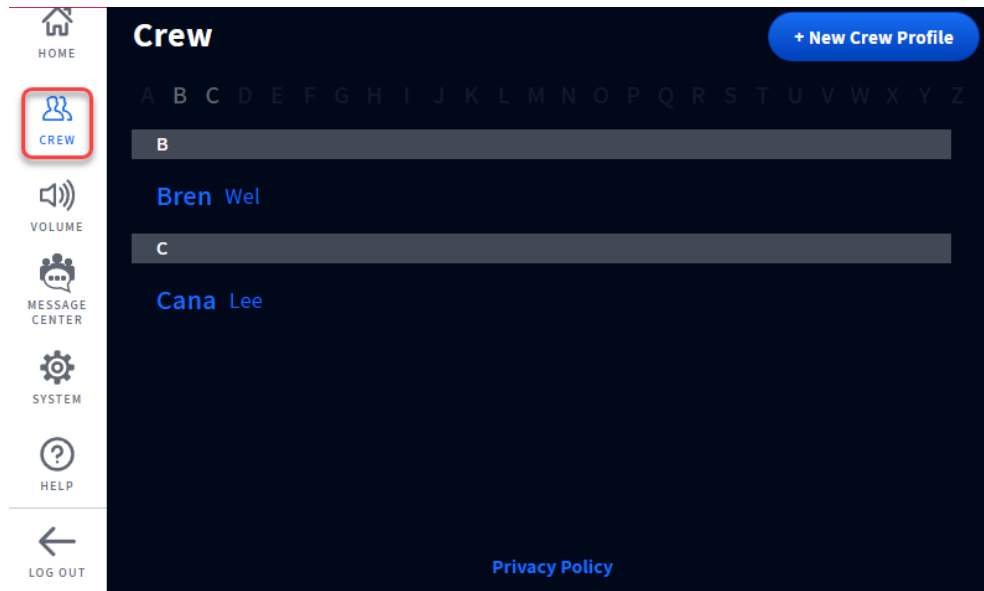 HOME
CREW
VOLUME
MESSAGE
CENTER
SYSTEM
HELP
LOG OUT
Crew
+ New Crew Profile
A B C D E F G H I J K L M N O P Q R S T U V W X Y Z
B
Bren Wel
C
Cana Lee
Privacy Policy